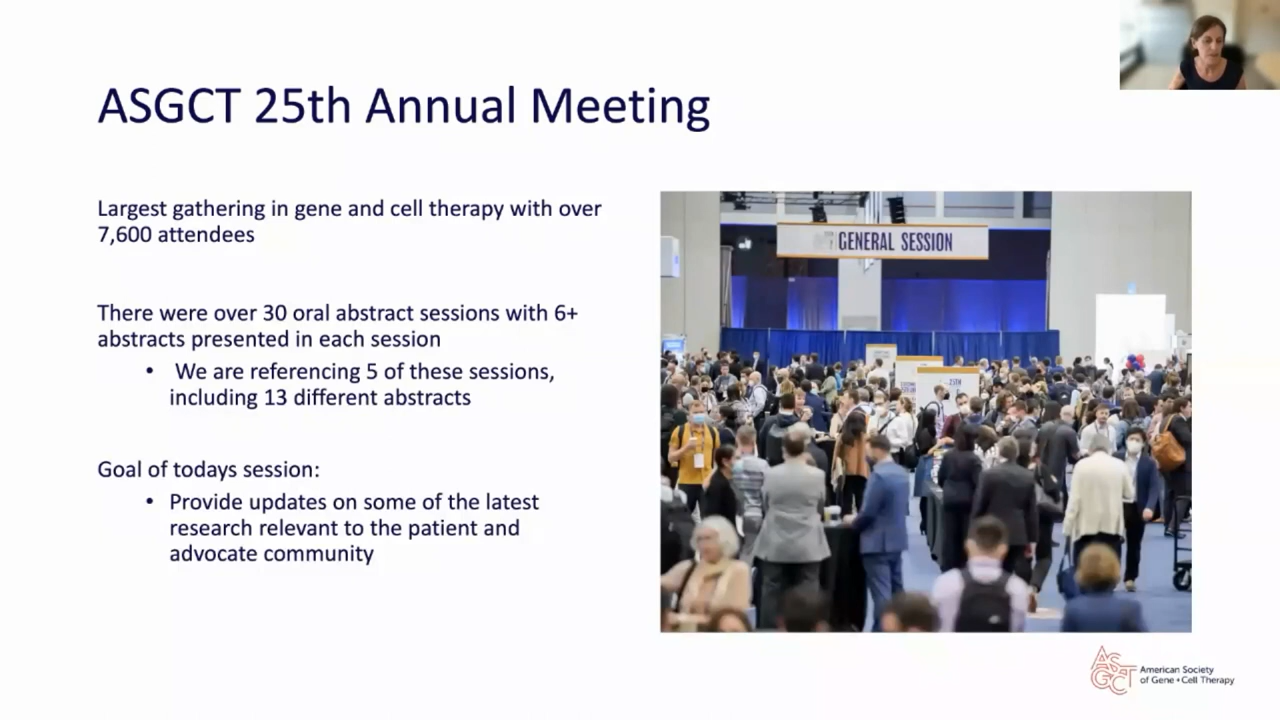 ASGCT 25th Annual Meeting
Largest gathering in gene and cell therapy with over
7,600 attendees
There were over 30 oral abstract sessions with 6+
abstracts presented in each session
• We are referencing 5 of these sessions,
including 13 different abstracts
Goal of todays session:
• Provide updates on some of the latest
research relevant to the patient and
advocate community
GENERAL SESSION
25TH
ASGCT
American Society
of Gene + Cell Therapy